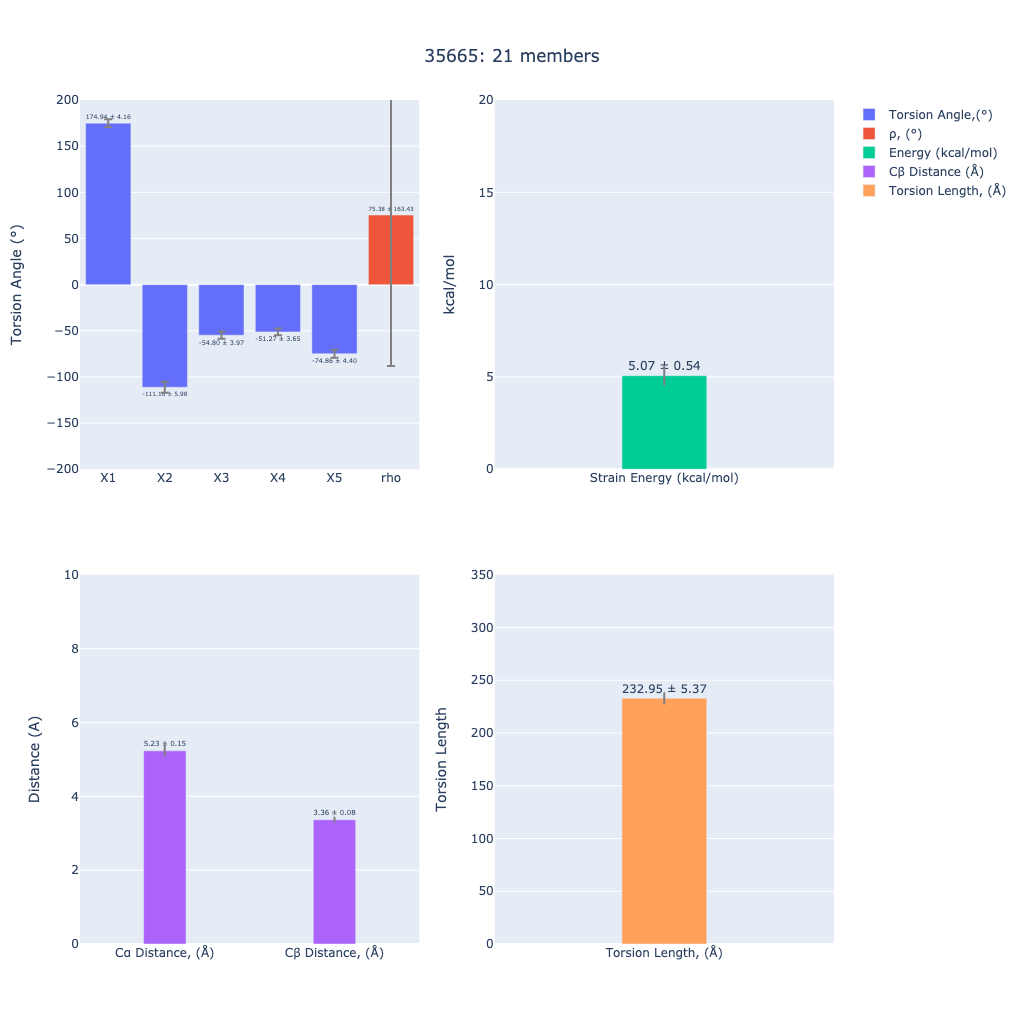 35665: 21 members
200
150
100
50
0
−50
−100
−150
−200
Torsion Angle (°)
174.94 ± 4.16
-54.80 ± 3.97
-51.27 ± 3.65
-74.86 ± 4.40
75.38 ± 163.43
X1 X2 X3 X4 X5 rho
20
15
10
5
0
kcal/mol
5.07 ± 0.54
Strain Energy (kcal/mol)
Torsion Angle,(°)
ρ, (°)
Energy (kcal/mol)
Cβ Distance (Å)
Torsion Length, (Å)
10
8
6
4
2
0
Distance (A)
5.23 ± 0.15
3.36 ± 0.08
Cα Distance, (Å) Cβ Distance, (Å)
350
300
250
200
150
100
50
0
Torsion Length
232.95 ± 5.37
Torsion Length, (Å)